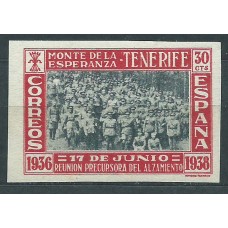 MONTE DE LA
ESPERANZA - TENERIFE
30
CTS
CORREOS
ESPAÑA
1936
1938
17 DE JUNIO
REUNION PRECURSORA DEL ALZAMIENTO